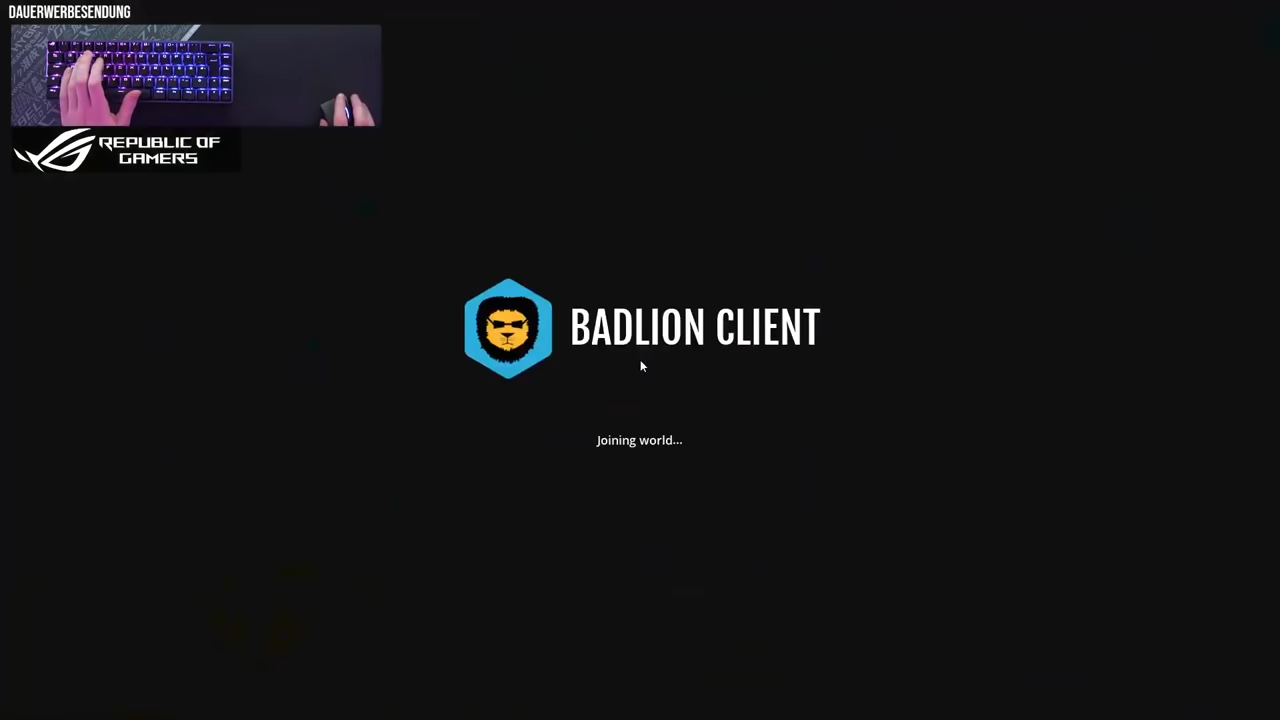 DAUERWERBESENDUNG
REPUBLIC OF
GAMERS
BADLION CLIENT
Joining world...